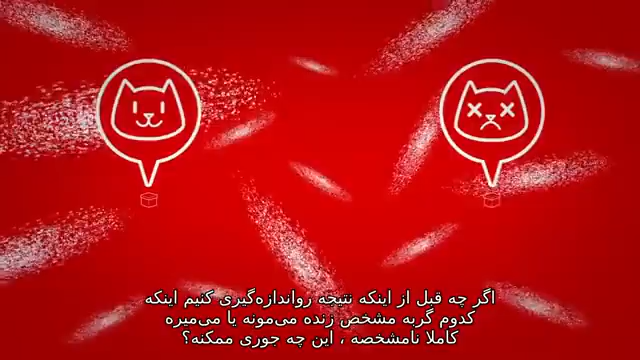 اگر چه قبل از اینکه نتیجه رواندازه‌گیری کنیم اینکه
کدوم گربه مشخص زنده می‌مونه یا می‌میره
کاملا نامشخصه ، این چه جوری ممکنه؟